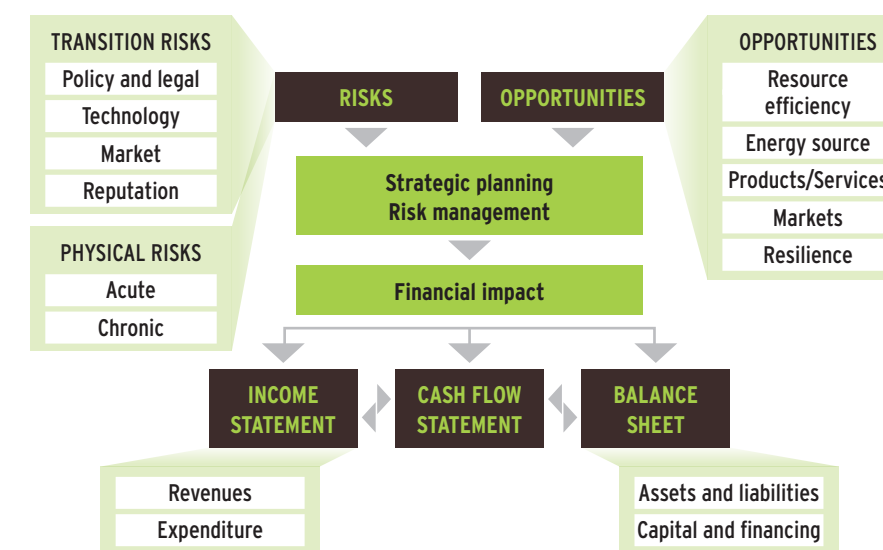 TRANSITION RISKS
Policy and legal
Technology
Market
Reputation
PHYSICAL RISKS
Acute
Chronic
RISKS
OPPORTUNITIES
Strategic planning
Risk management
Financial impact
INCOME
STATEMENT
CASH FLOW
STATEMENT
BALANCE
SHEET
Revenues
Expenditure
Assets and liabilities
Capital and financing
OPPORTUNITIES
Resource
efficiency
Energy source
Products/Services
Markets
Resilience